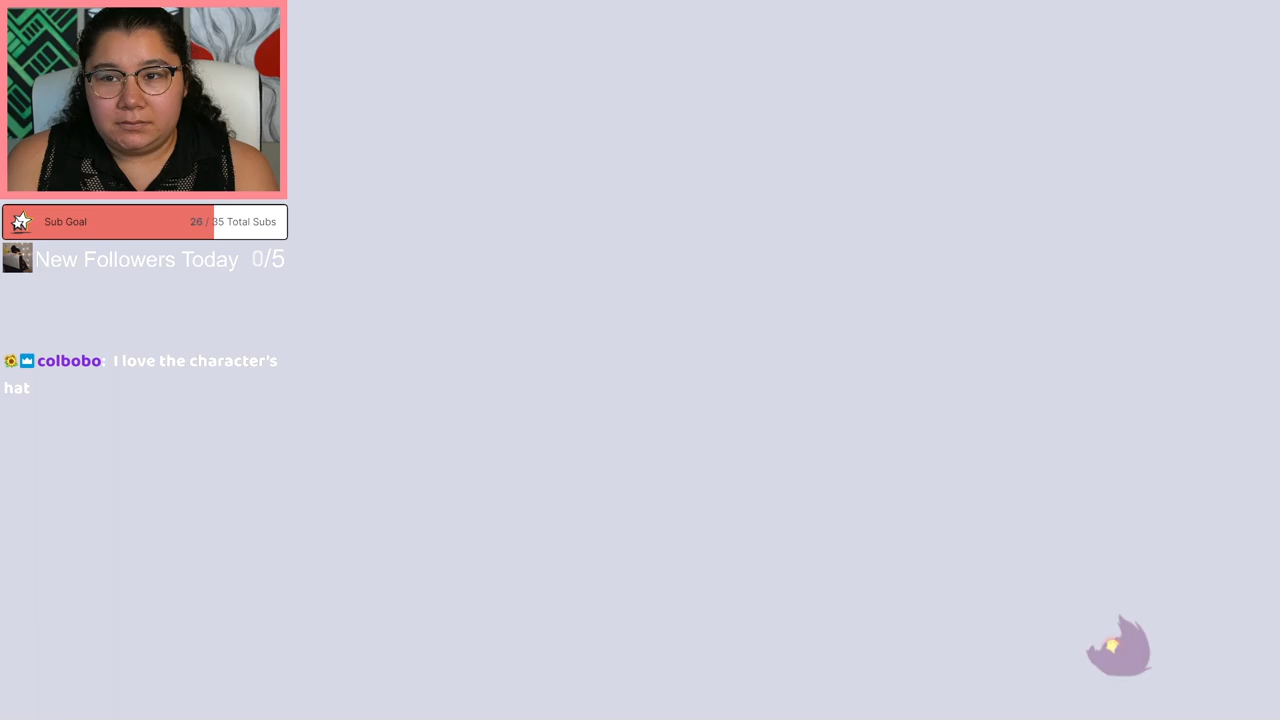 Sub Goal 26 / 35 Total Subs
New Followers Today 0/5
colbobo: I love the character's
hat